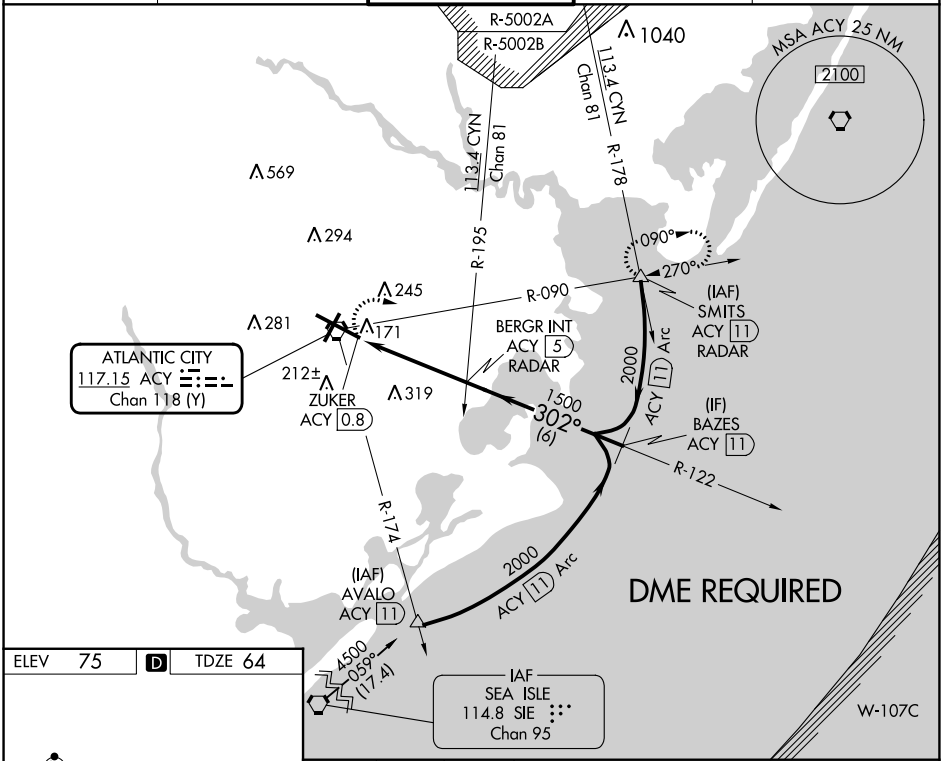 R-5002A
R-5002B
1040
MSA ACY 25 NM
2100
113.4 CYN
Chan 81
R-178
113.4 CYN
Chan 81
R-195
569
294
245
281
171
212±
319
R-090
090°
270°
(IAF)
SMITS
ACY 11
RADAR
BERGR INT
ACY 5
RADAR
ATLANTIC CITY
117.15 ACY
Chan 118 (Y)
ZUKER
ACY 0.8
2000
ACY 11 Arc
1500
302°
(6)
(IF)
BAZES
ACY 11
R-122
R-174
2000
ACY 11 Arc
(IAF)
AVALO
ACY 11
DME REQUIRED
4500
059°
(17.4)
IAF
SEA ISLE
114.8 SIE
Chan 95
W-107C
ELEV 75 D TDZE 64